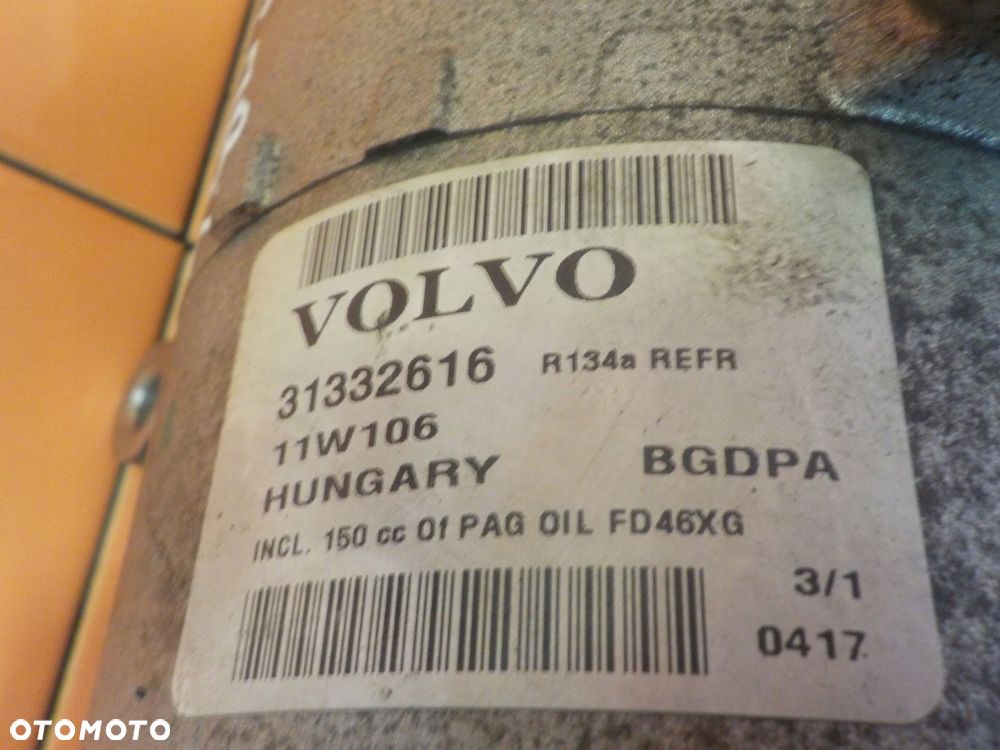 VOLVO
31332616 R134a REFR
11W106
HUNGARY BGDPA
INCL. 150 cc Of PAG OIL FD46XG
3/1
0417
OTOMOTO